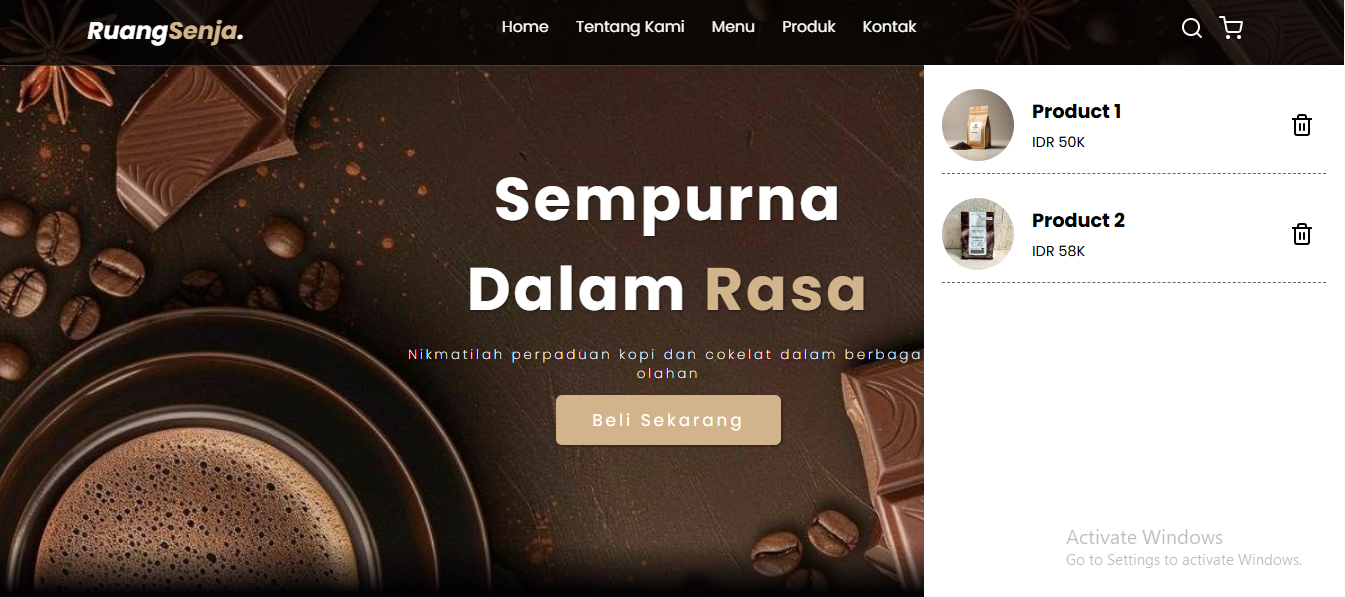 RuangSenja.
Home Tentang Kami Menu Produk Kontak
Sempurna
Dalam Rasa
Nikmatilah perpaduan kopi dan cokelat dalam berbaga
olahan
Beli Sekarang
Product 1
IDR 50K
Product 2
IDR 58K
Activate Windows
Go to Settings to activate Windows.